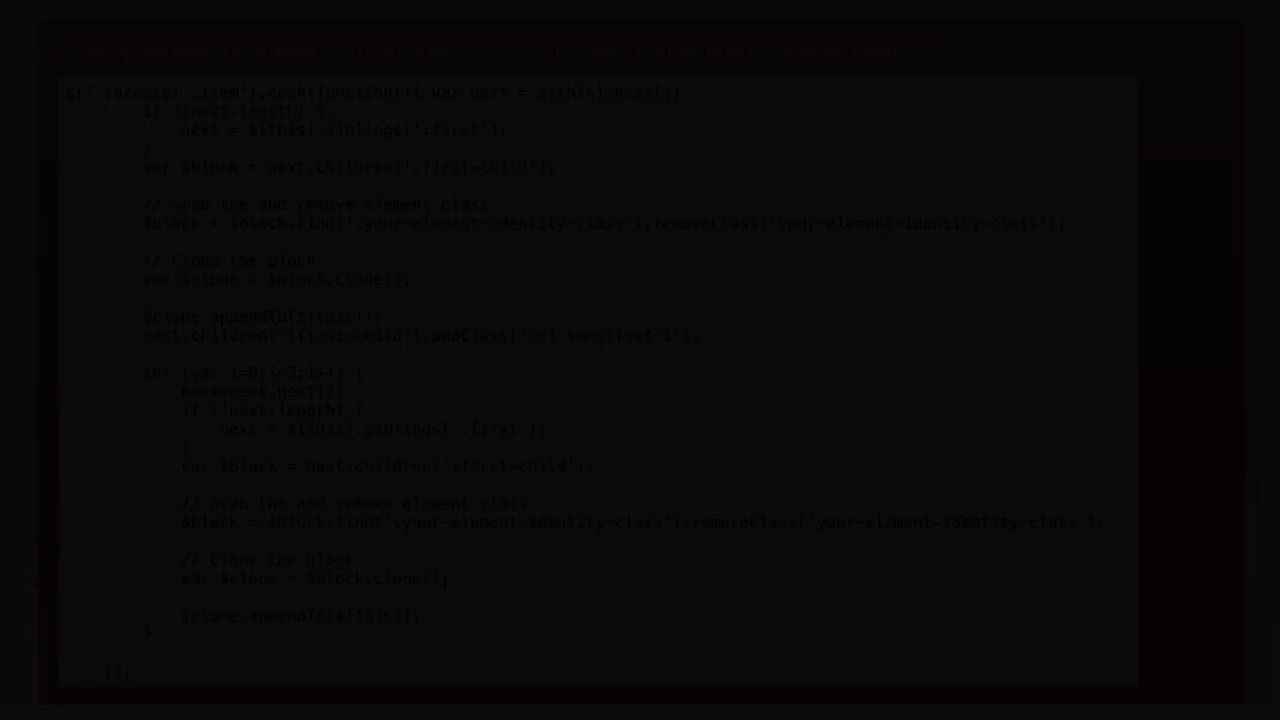 $('.carousel .item').each(function(){ var next = $(this).next();
if (!next.length) {
next = $(this).siblings(':first');
}
var $block = next.children(':first-child');
// Grab the and remove element class
$block = $block.find('.your-element-identity-class').removeClass('your-element-identity-class');
// Clone the block
var $clone = $block.clone();
$clone.appendTo($(this));
next.children(':first-child').addClass('col-sm-offset-1');
for (var i=0;i<3;i++) {
next=next.next();
if (!next.length) {
next = $(this).siblings(':first');
}
var $block = next.children(':first-child');
// Grab the and remove element class
$block = $block.find('.your-element-identity-class').removeClass('your-element-identity-class');
// Clone the block
var $clone = $block.clone();
$clone.appendTo($(this));
}
});